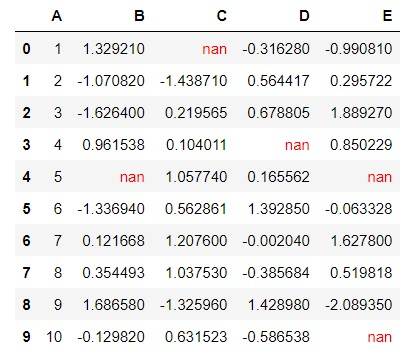 A B C D E
0 1 1.329210 nan -0.316280 -0.990810
1 2 -1.070820 -1.438710 0.564417 0.295722
2 3 -1.626400 0.219565 0.678805 1.889270
3 4 0.961538 0.104011 nan 0.850229
4 5 nan 1.057740 0.165562 nan
5 6 -1.336940 0.562861 1.392850 -0.063328
6 7 0.121668 1.207600 -0.002040 1.627800
7 8 0.354493 1.037530 -0.385684 0.519818
8 9 1.686580 -1.325960 1.428980 -2.089350
9 10 -0.129820 0.631523 -0.586538 nan